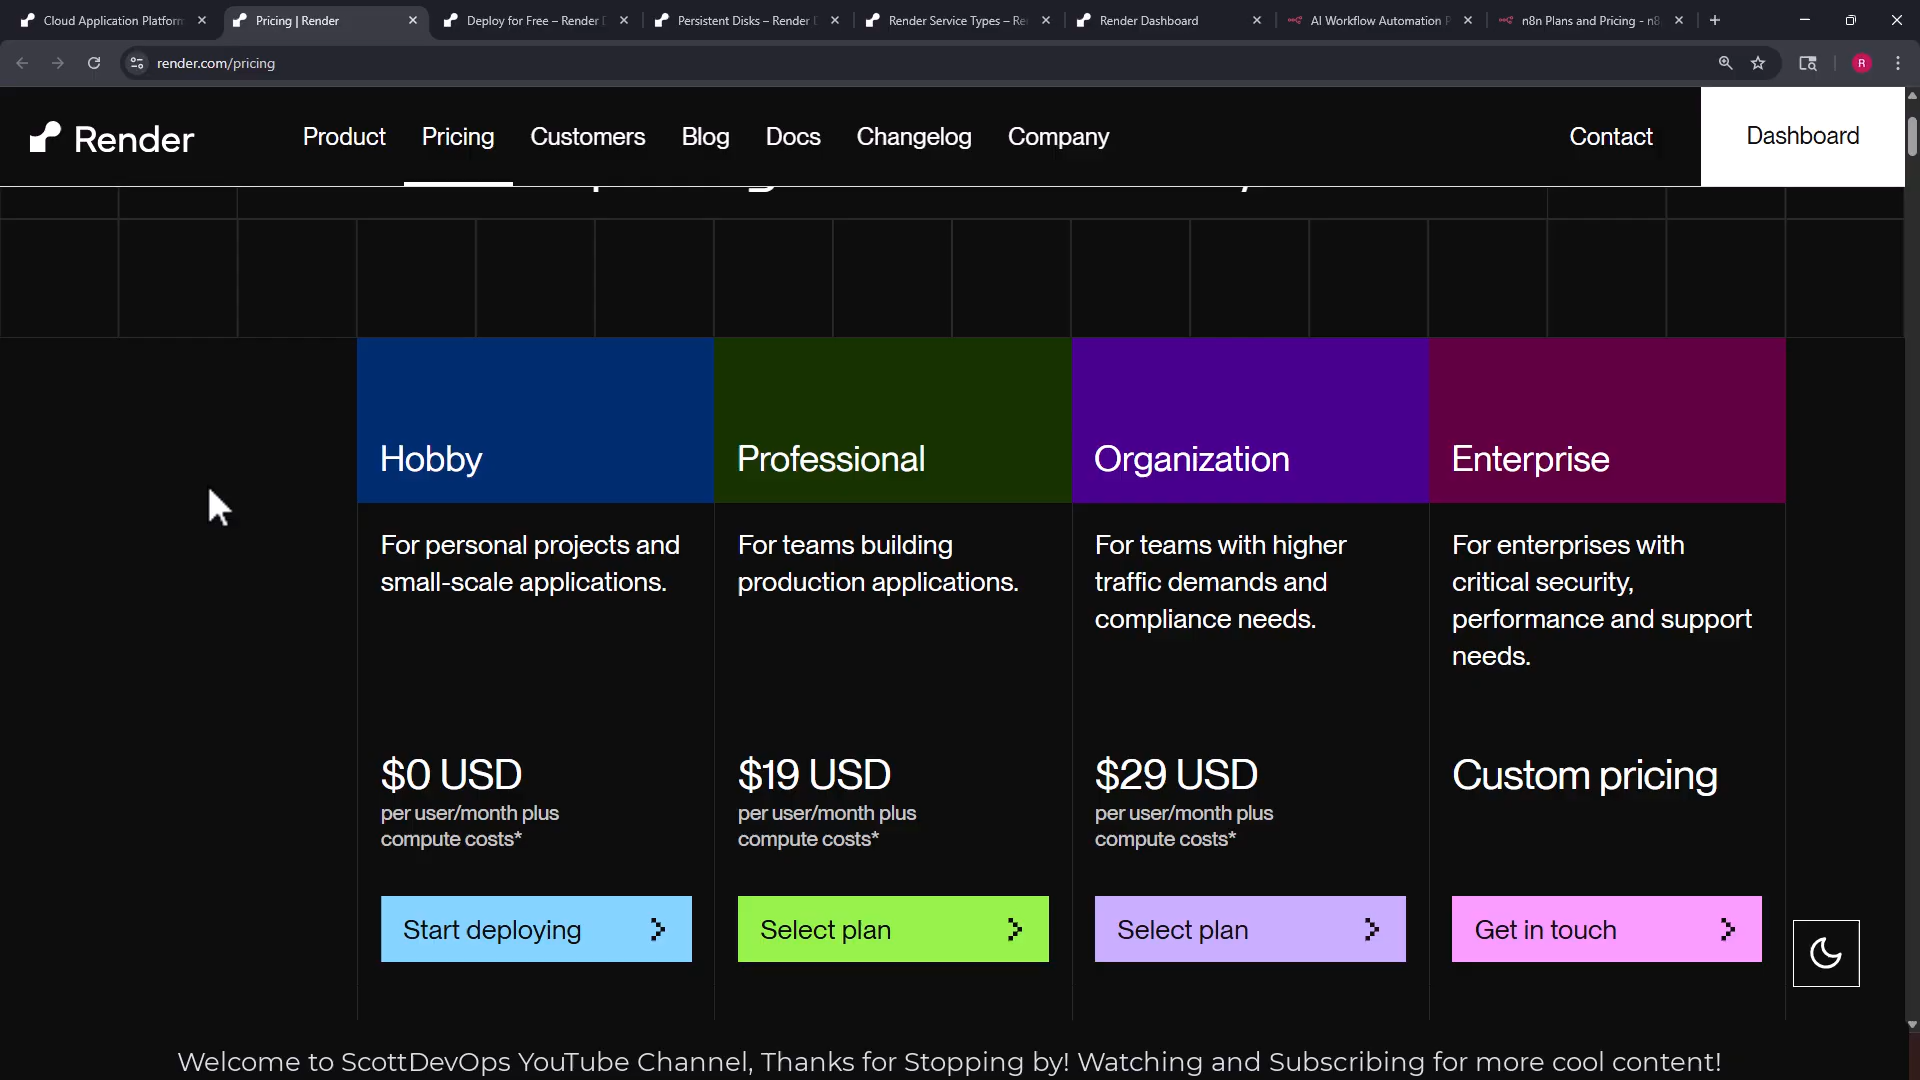 Cloud Application Platform
Pricing | Render
Deploy for Free – Render
Persistent Disks – Render
Render Service Types – Re
Render Dashboard
AI Workflow Automation
n8n Plans and Pricing - n8
render.com/pricing
R
Render
Product
Pricing
Customers
Blog
Docs
Changelog
Company
Contact
Dashboard
Hobby
Professional
Organization
Enterprise
For personal projects and
small-scale applications.
For teams building
production applications.
For teams with higher
traffic demands and
compliance needs.
For enterprises with
critical security,
performance and support
needs.
$0 USD
per user/month plus
compute costs*
$19 USD
per user/month plus
compute costs*
$29 USD
per user/month plus
compute costs*
Custom pricing
Start deploying
Select plan
Select plan
Get in touch
Welcome to ScottDevOps YouTube Channel, Thanks for Stopping by! Watching and Subscribing for more cool content!